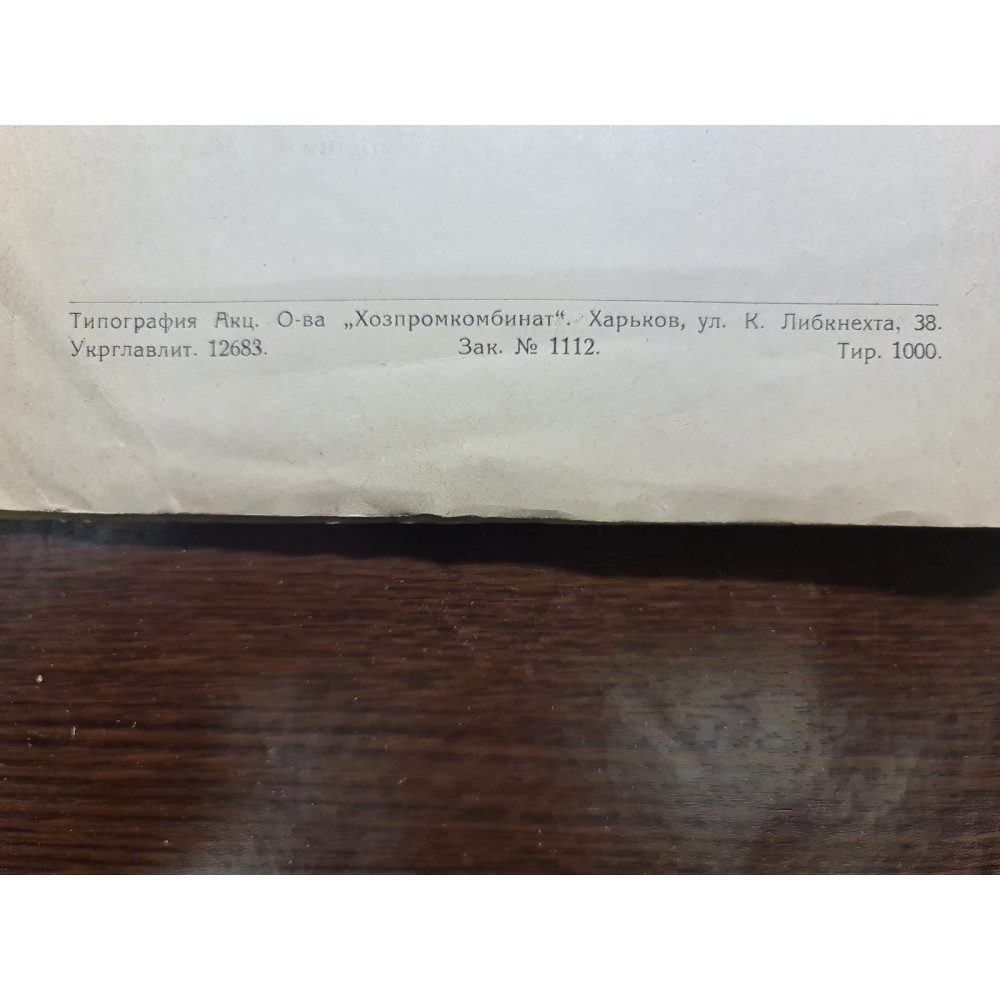 Типография Акц. О-ва „Хозпромкомбинат“. Харьков, ул. К. Либкнехта, 38.
Укрглавлит. 12683. Зак. № 1112. Тир. 1000.